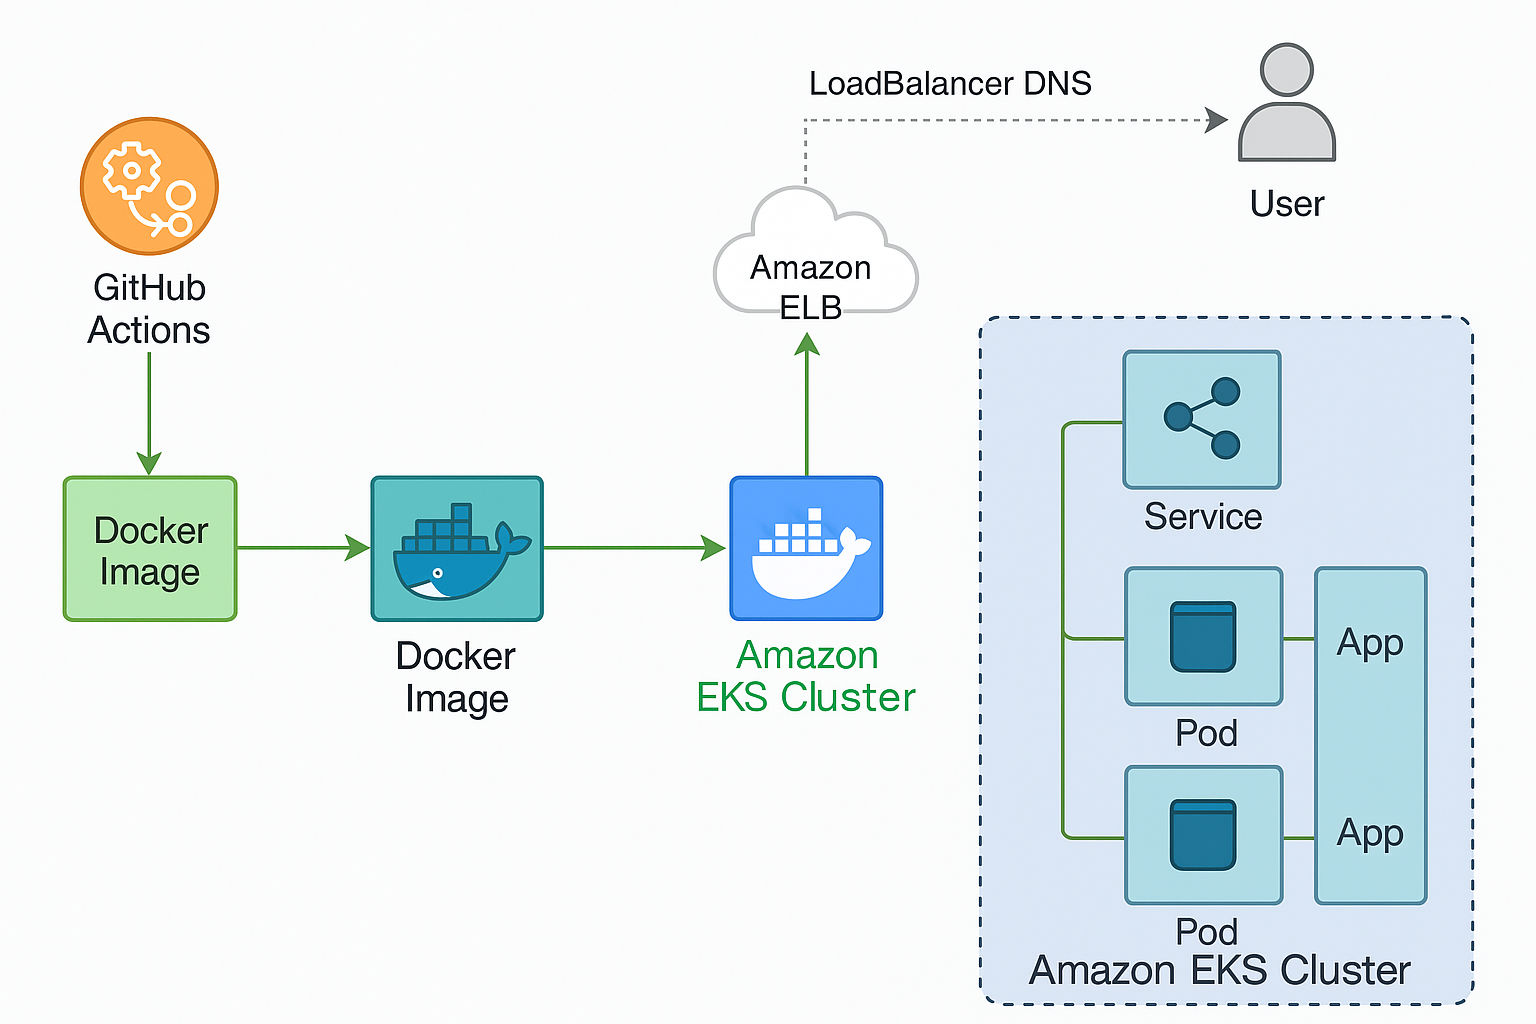 LoadBalancer DNS
User
GitHub
Actions
Amazon
ELB
Docker
Image
Docker
Image
Amazon
EKS Cluster
Service
Pod
App
Pod
App
Amazon EKS Cluster